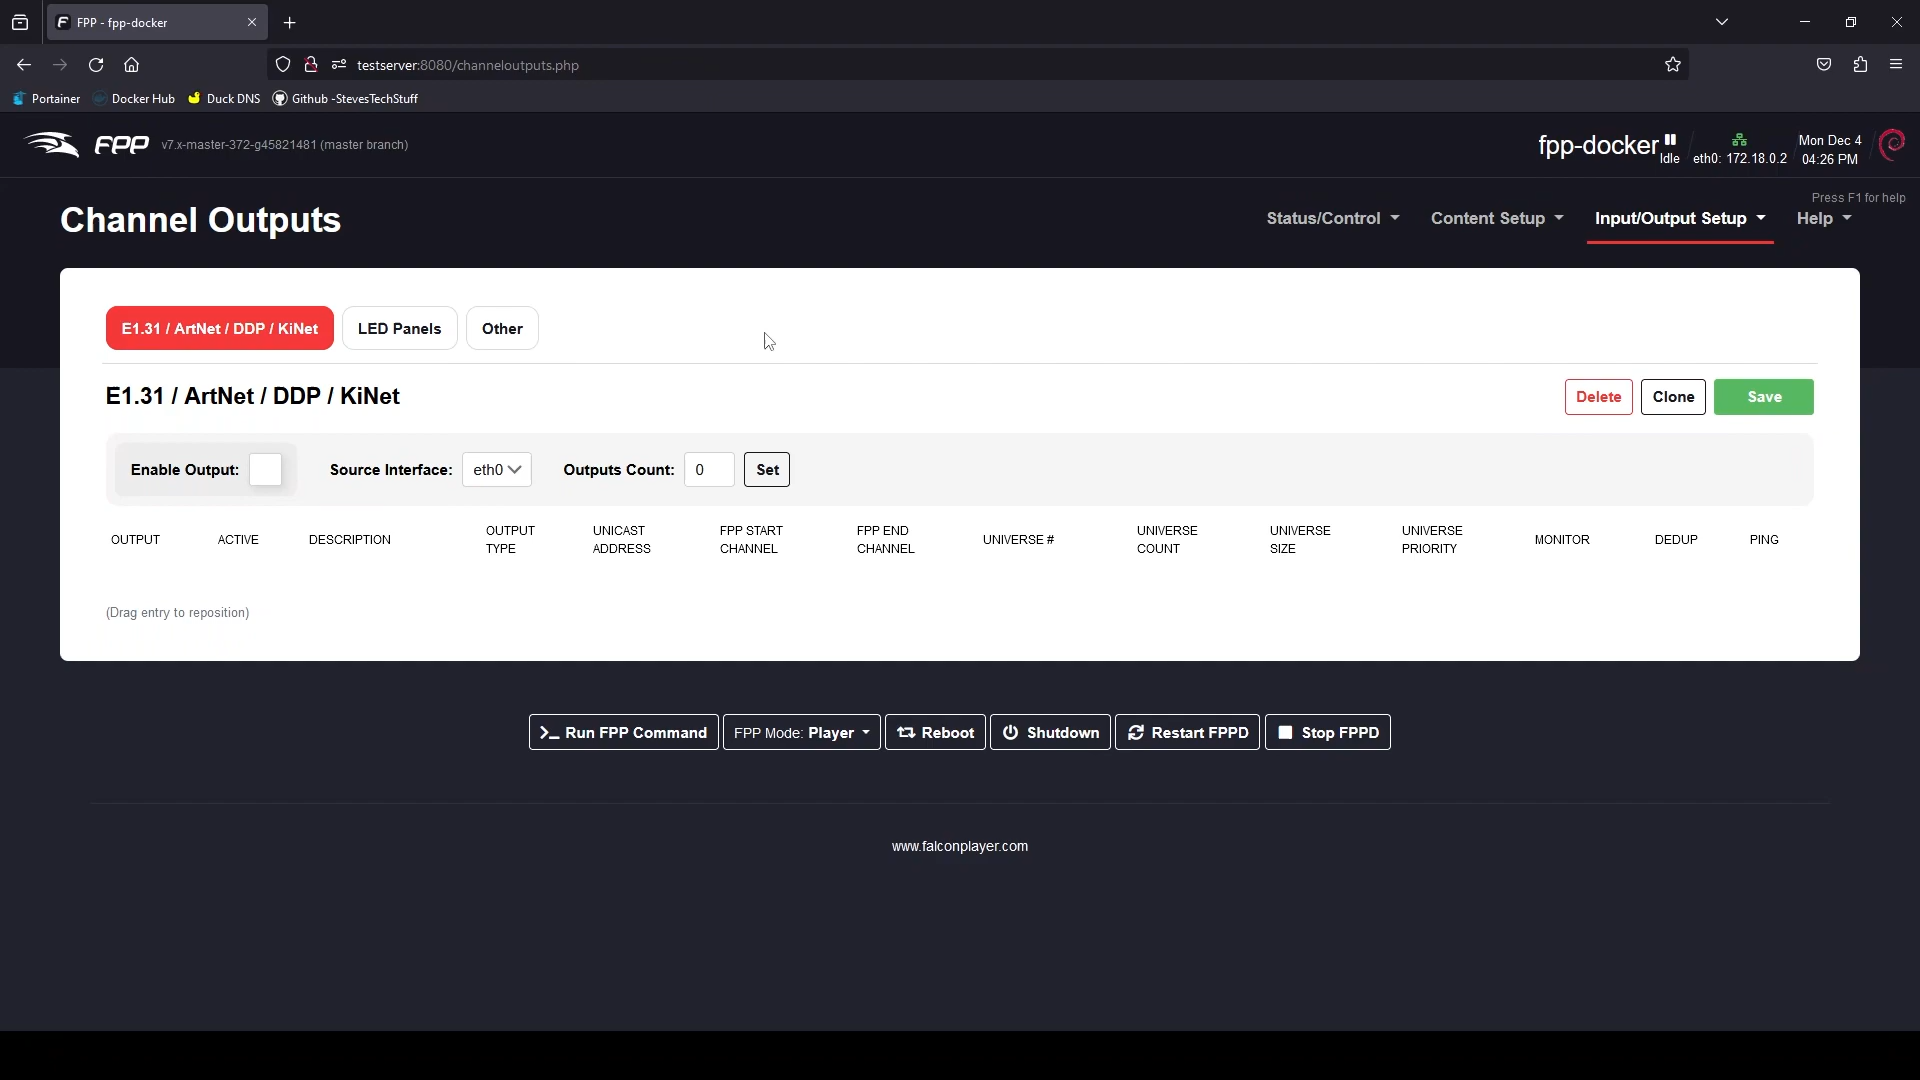 FPP - fpp-docker
testserver:8080/channeloutputs.php
Portainer Docker Hub Duck DNS Github -StevesTechStuff
FPP v7.x-master-372-g45821481 (master branch)
fpp-docker Idle eth0: 172.18.0.2 Mon Dec 4
04:26 PM
Press F1 for help
Channel Outputs Status/Control Content Setup Input/Output Setup Help
E1.31 / ArtNet / DDP / KiNet LED Panels Other
E1.31 / ArtNet / DDP / KiNet Delete Clone Save
Enable Output: Source Interface: eth0 Outputs Count: 0 Set
OUTPUT ACTIVE DESCRIPTION OUTPUT TYPE UNICAST ADDRESS FPP START CHANNEL FPP END CHANNEL UNIVERSE # UNIVERSE COUNT UNIVERSE SIZE UNIVERSE PRIORITY MONITOR DEDUP PING
(Drag entry to reposition)
Run FPP Command FPP Mode: Player Reboot Shutdown Restart FPPD Stop FPPD
www.falconplayer.com